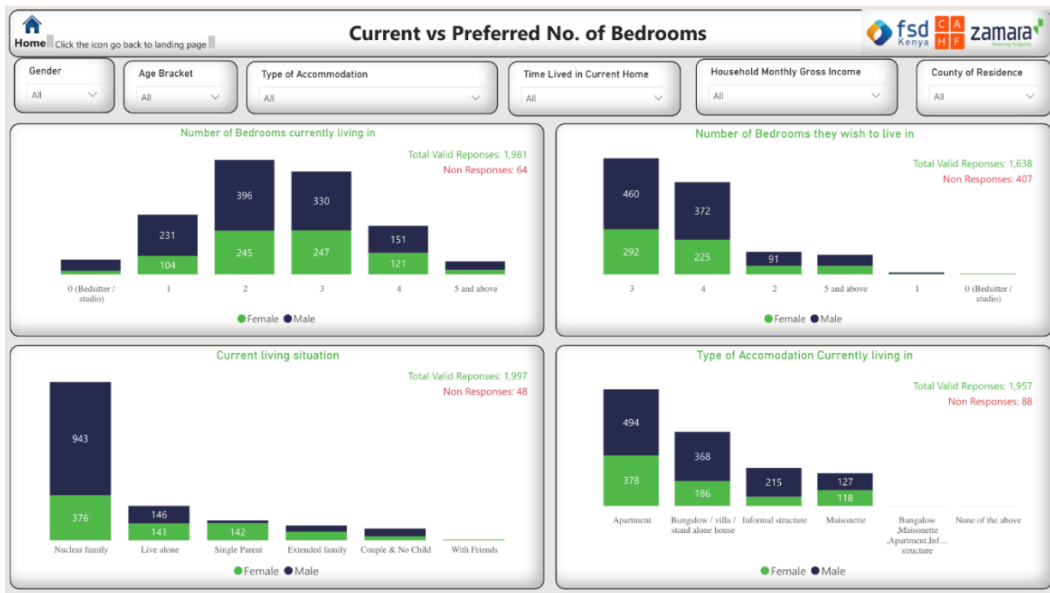 Home
Click the icon go back to landing page
Current vs Preferred No. of Bedrooms
fsd
Kenya
CA
HF
zamara
Gender
All
Age Bracket
All
Type of Accommodation
All
Time Lived in Current Home
All
Household Monthly Gross Income
All
County of Residence
All
Number of Bedrooms currently living in
Total Valid Reponses: 1,981
Non Responses: 64
396
330
231
151
245
247
104
121
0 (Bedsitter /
studio)
1
2
3
4
5 and above
Female
Male
Number of Bedrooms they wish to live in
Total Valid Reponses: 1,638
Non Responses: 407
460
372
292
225
91
3
4
2
5 and above
1
0 (Bedsitter /
studio)
Female
Male
Current living situation
Total Valid Reponses: 1,997
Non Responses: 48
943
376
146
141
142
Nuclear family
Live alone
Single Parent
Extended family
Couple & No Child
With Friends
Female
Male
Type of Accomodation Currently living in
Total Valid Reponses: 1,957
Non Responses: 88
494
368
378
186
215
127
118
Apartment
Bungalow / villa /
stand alone house
Informal structure
Maisonette
Bungalow
,Maisonette
,Apartment,Inf...
structure
None of the above
Female
Male